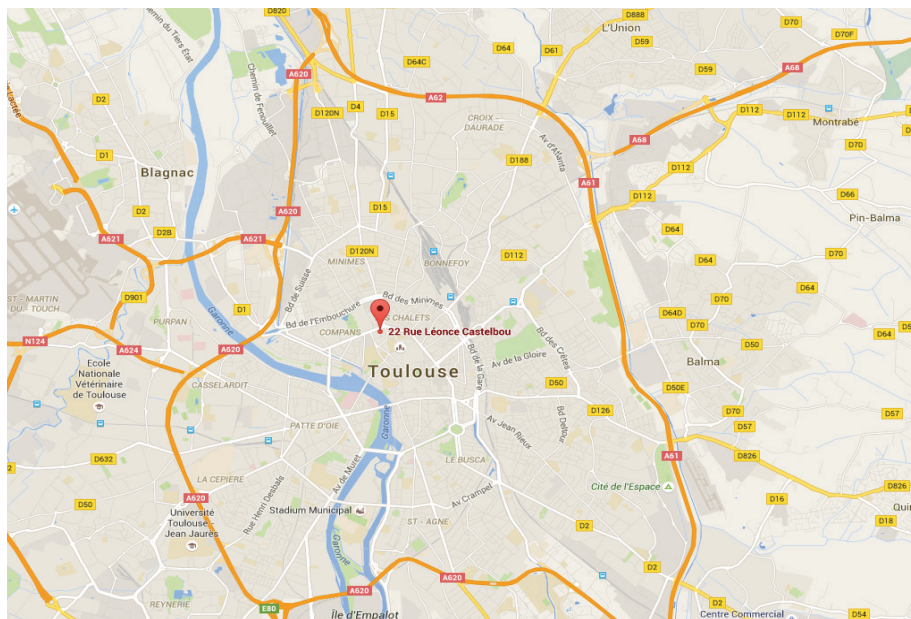 D820
D888
D70
L'Union
D70F
Chemin du Tiers État
D64
D61
D59
D64C
A620
A68
D59
Lactée
A62
D2
Chemin de Fenouillet
D4
D120N
D15
CROIX -
DAURADE
D112
D112
Montrabé
Av d'Atlanta
A68
D70
D1
D188
D112
Blagnac
A61
D112
D66
D2
A620
D15
Pin-Balma
D2B
D64
A621
A621
D120N
D112
D70
MINIMES
BONNEFOY
D64
ST - MARTIN
DU - TOUCH
D901
Bd de Suisse
D64
D70
Bd des Minimes
D1
Garonne
PURPAN
Bd de l'Embouchure
S CHALETS
D64D
D70
COMPANS
22 Rue Léonce Castelbou
D64
N124
A624
A620
D50
Bd de la Gare
Av de la Gloire
Bd des Crêtes
Balma
Ecole
Nationale
Vétérinaire
de Toulouse
Toulouse
CASSELARDIT
D50
D50E
D126
D70
D57
D57
Garonne
PATTE D'OIE
Av Jean Rieux
Bd Deltour
D632
LE BUSCA
A61
D826
Av de Muret
LA CEPIERE
Cité de l'Espace
D826
A620
Rue Henri Desbals
Av Crampel
D16
D50
Université
Toulouse -
Jean Jaurès
Stadium Municipal
ST - AGNE
D2
Qui
D18
Garonne
D2
A620
A620
REYNERIE
E80
D2
Île d'Empalot
Centre Commercial
D54